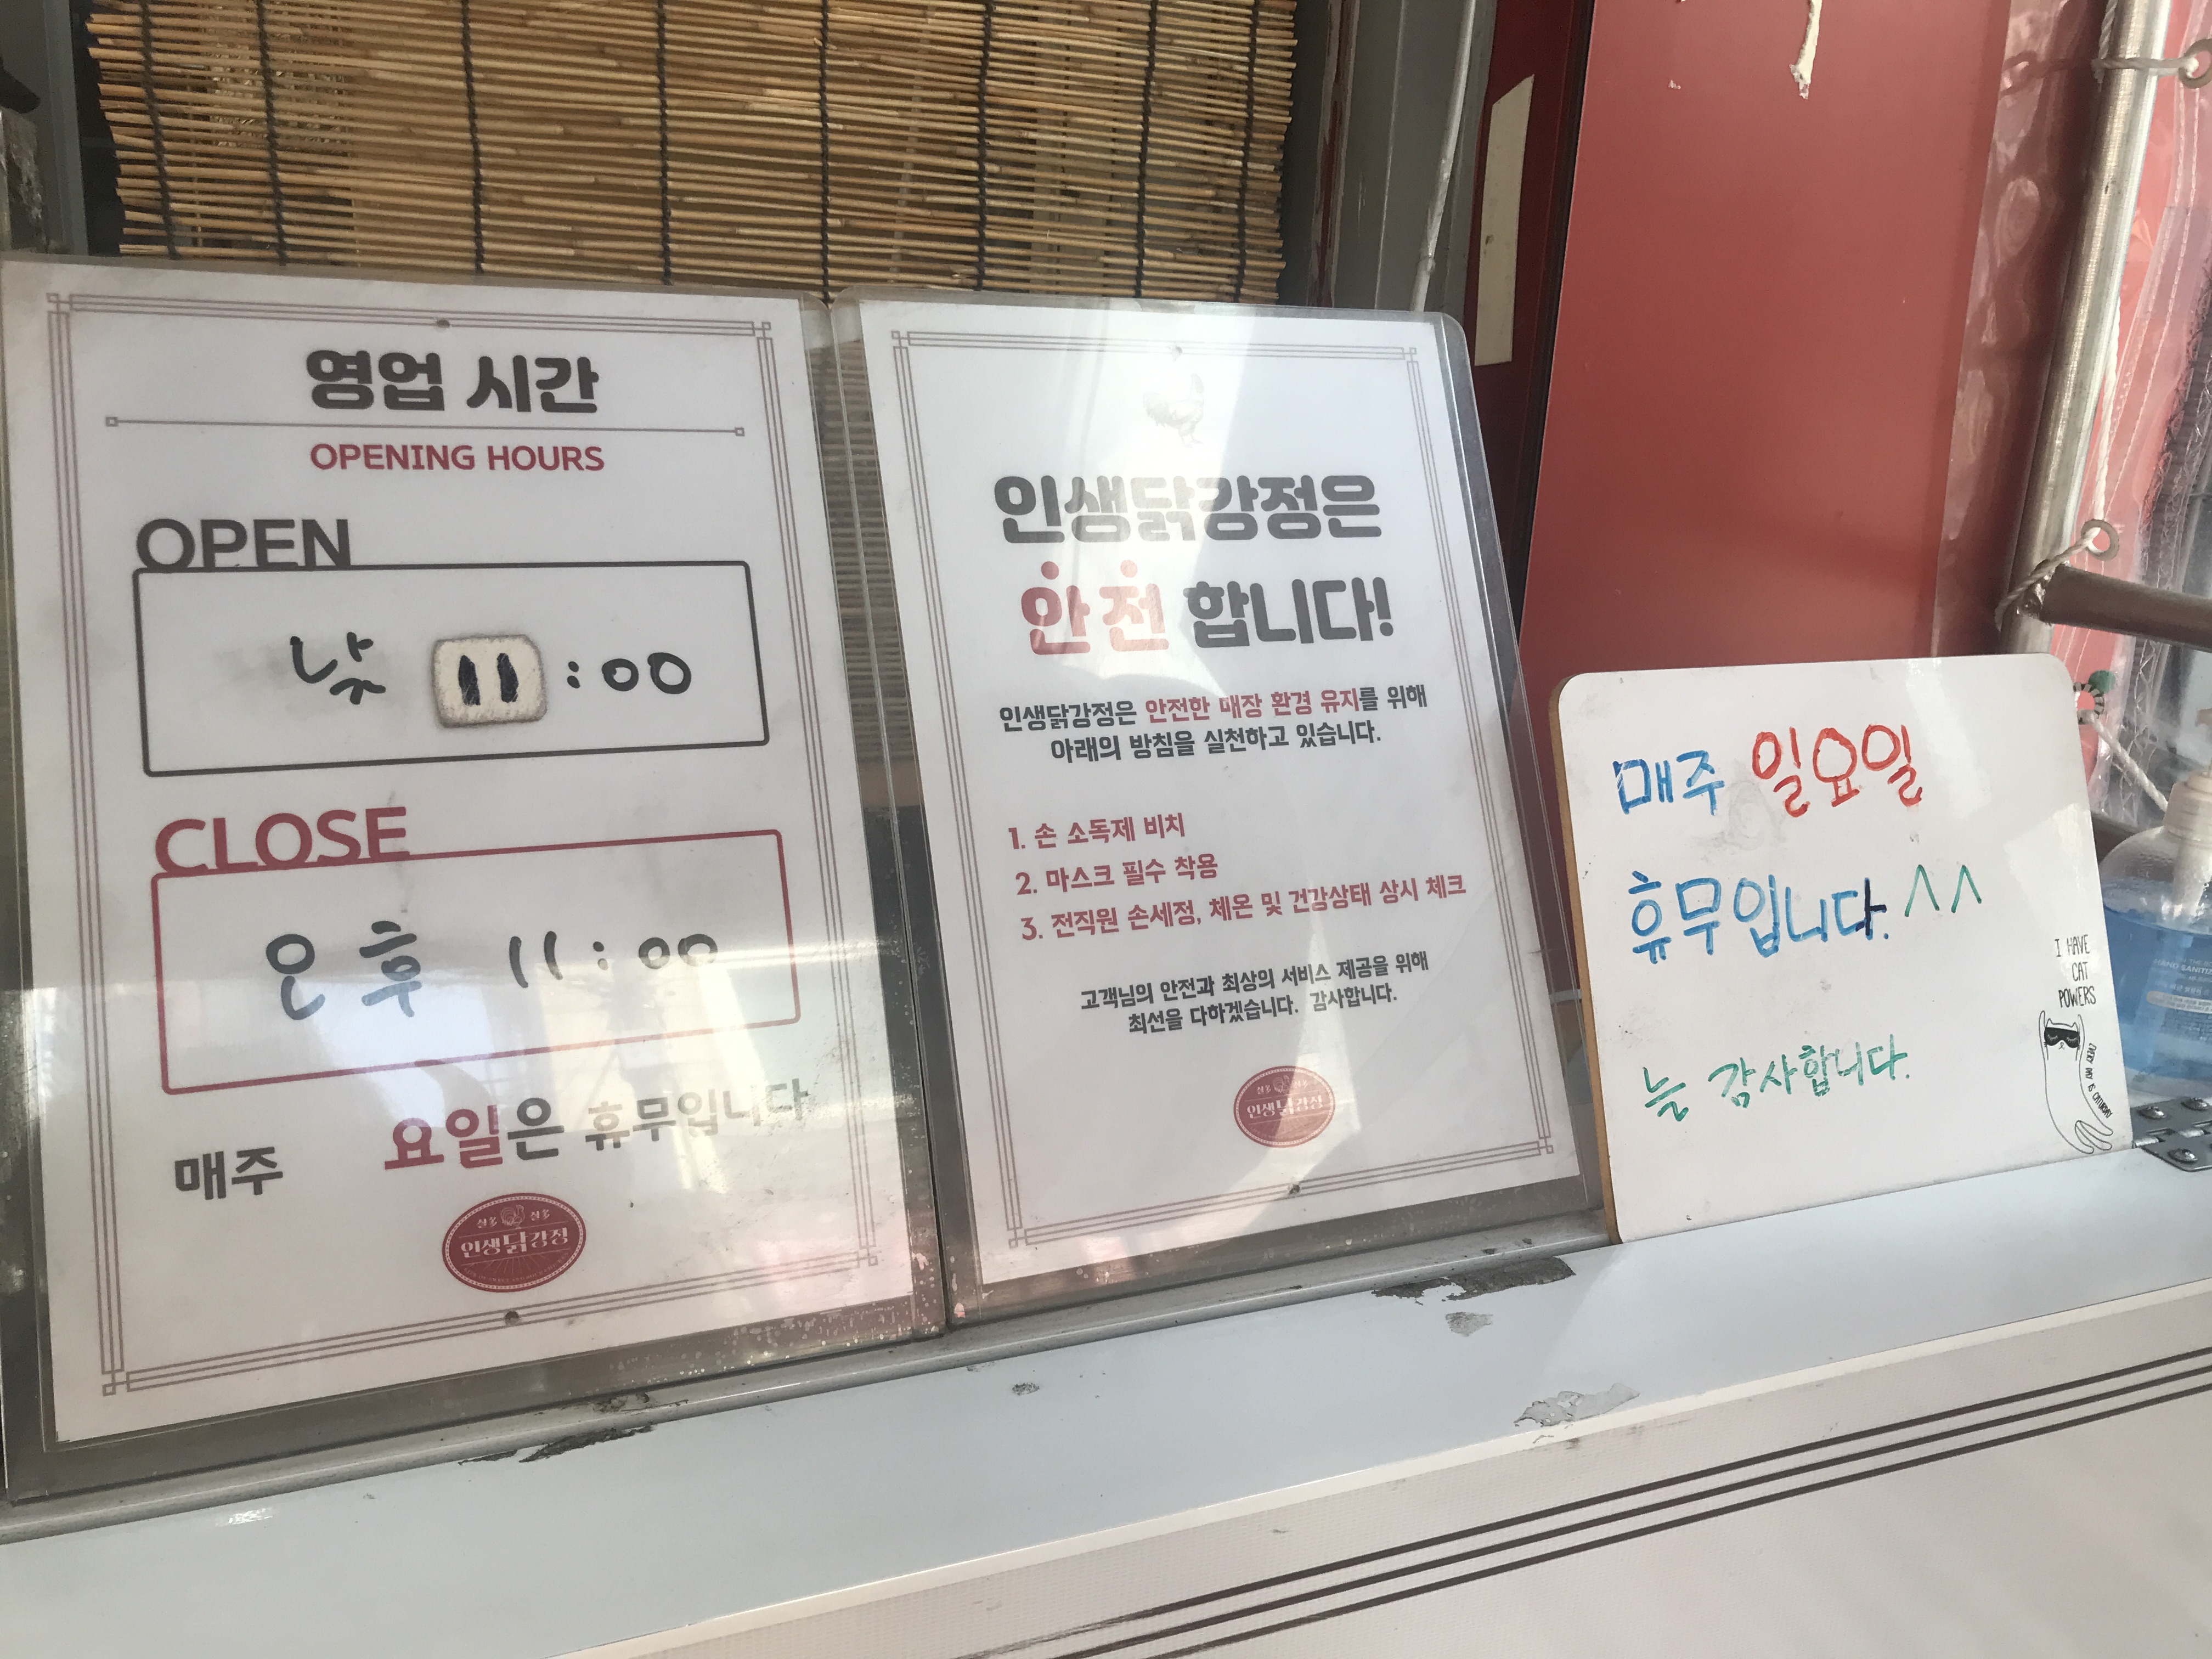 영업 시간
OPENING HOURS
OPEN
낮 11:00
CLOSE
오후 11:00
매주 요일은 휴무입니다
인생닭강정
인생닭강정은
안전 합니다!
인생닭강정은 안전한 매장 환경 유지를 위해
아래의 방침을 실천하고 있습니다.
1. 손 소독제 비치
2. 마스크 필수 착용
3. 전직원 손세정, 체온 및 건강상태 상시 체크
고객님의 안전과 최상의 서비스 제공을 위해
최선을 다하겠습니다. 감사합니다.
인생닭강정
매주 일요일
휴무입니다.^^
늘 감사합니다.
I HAVE
CAT
POWERS
HAND SANITIZ